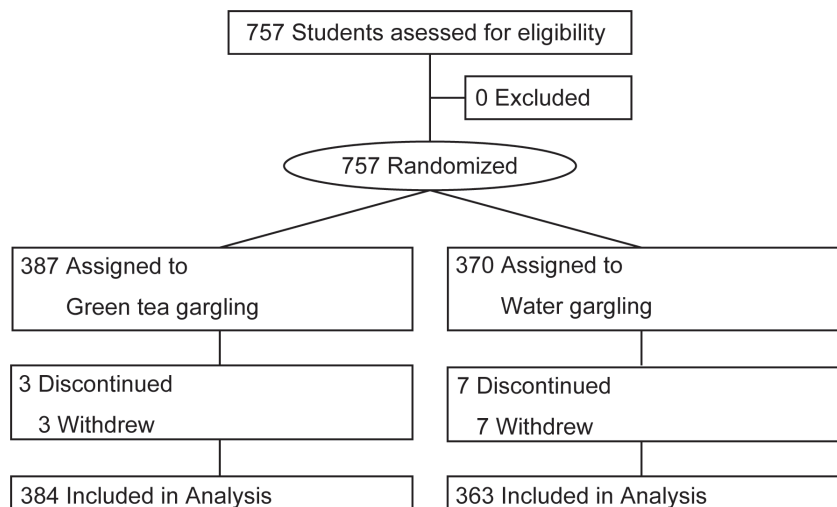 757 Students asessed for eligibility
0 Excluded
757 Randomized
387 Assigned to
Green tea gargling
370 Assigned to
Water gargling
3 Discontinued
3 Withdrew
7 Discontinued
7 Withdrew
384 Included in Analysis
363 Included in Analysis